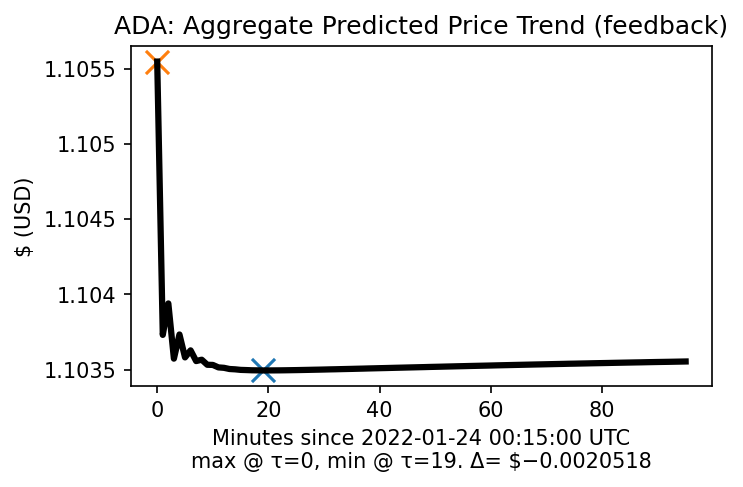 ADA: Aggregate Predicted Price Trend (feedback)
1.1055
1.105
1.1045
1.104
1.1035
$ (USD)
0 20 40 60 80
Minutes since 2022-01-24 00:15:00 UTC
max @ τ=0, min @ τ=19. Δ= $−0.0020518